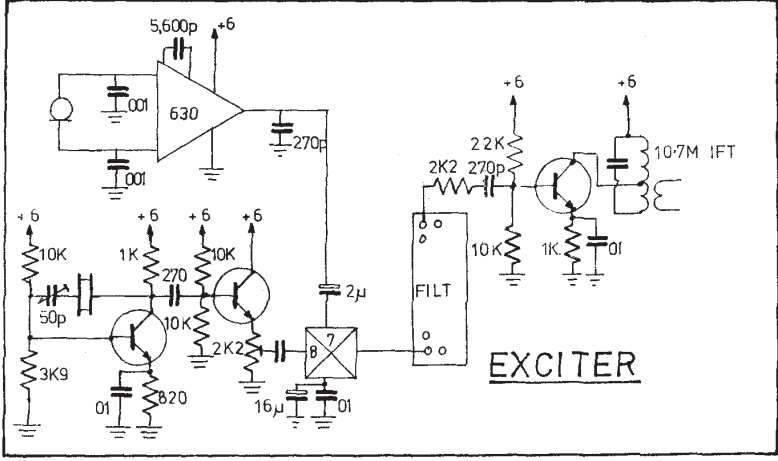 5,600p
+6
001
630
270p
001
+6
22K
2K2
270p
+6
10·7M IFT
10K
1K
01
+6
10K
+6
1K
270
+6
10K
50p
10K
2µ
FILT
3K9
01
820
2K2
7
8
16µ
01
EXCITER